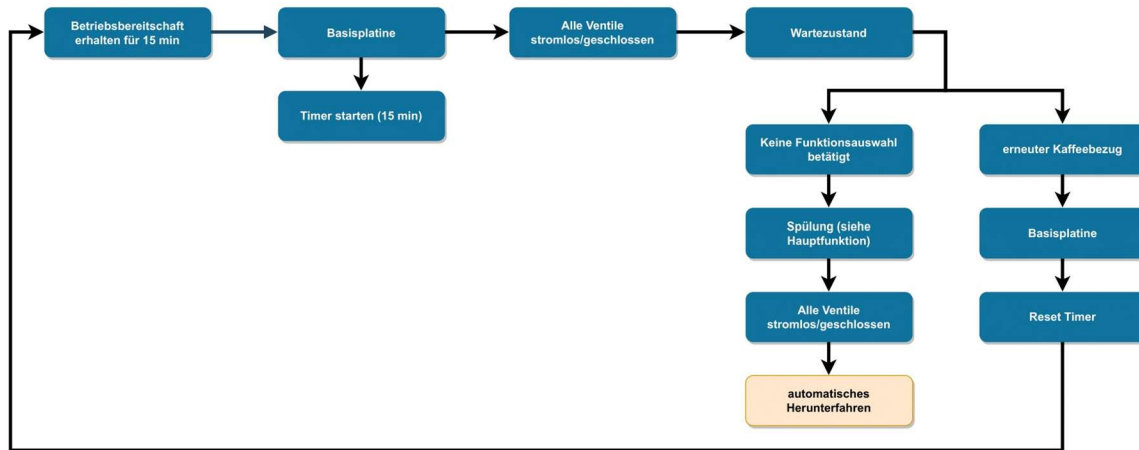 Betriebsbereitschaft
erhalten für 15 min
Basisplatine
Alle Ventile
stromlos/geschlossen
Wartezustand
Timer starten (15 min)
Keine Funktionsauswahl
betätigt
erneuter Kaffeebezug
Spülung (siehe
Hauptfunktion)
Basisplatine
Alle Ventile
stromlos/geschlossen
Reset Timer
automatisches
Herunterfahren